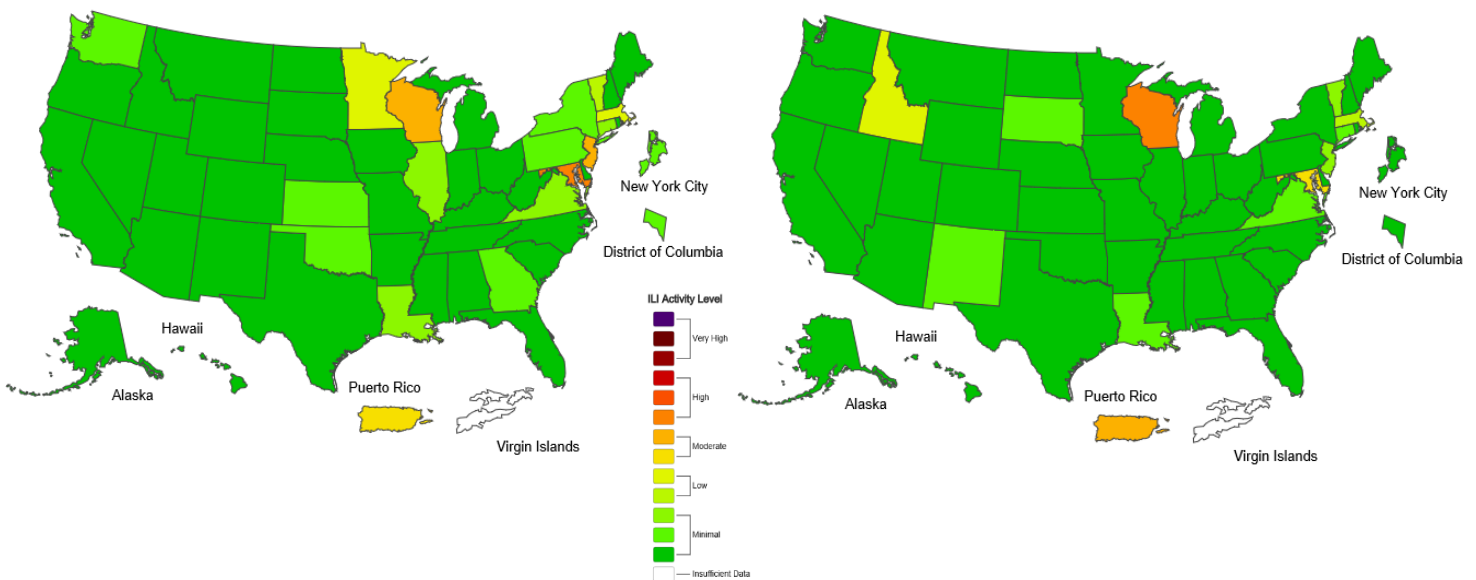 New York City
District of Columbia
Hawaii
Alaska
Puerto Rico
Virgin Islands
ILI Activity Level
Very High
High
Moderate
Low
Minimal
Insufficient Data
New York City
District of Columbia
Hawaii
Alaska
Puerto Rico
Virgin Islands